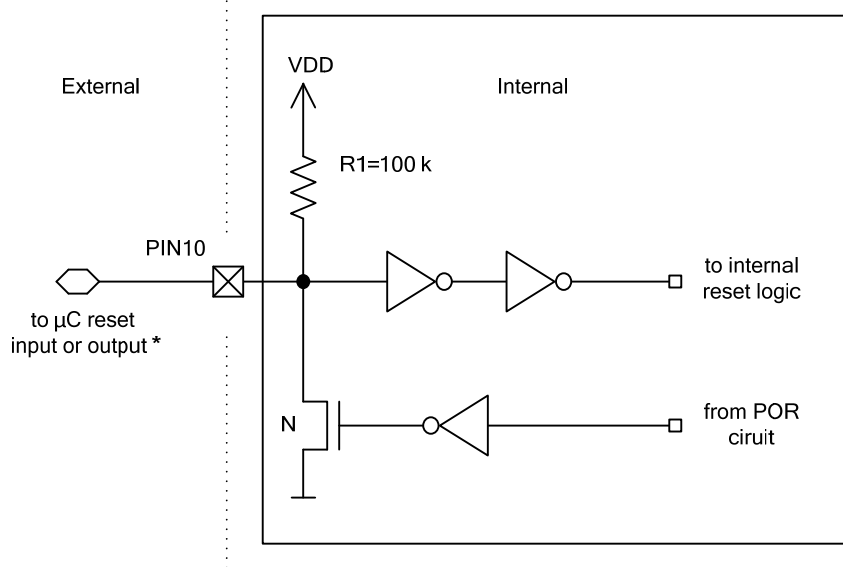 External
VDD
Internal
R1=100 k
PIN10
to internal
reset logic
to µC reset
input or output *
N
from POR
ciruit